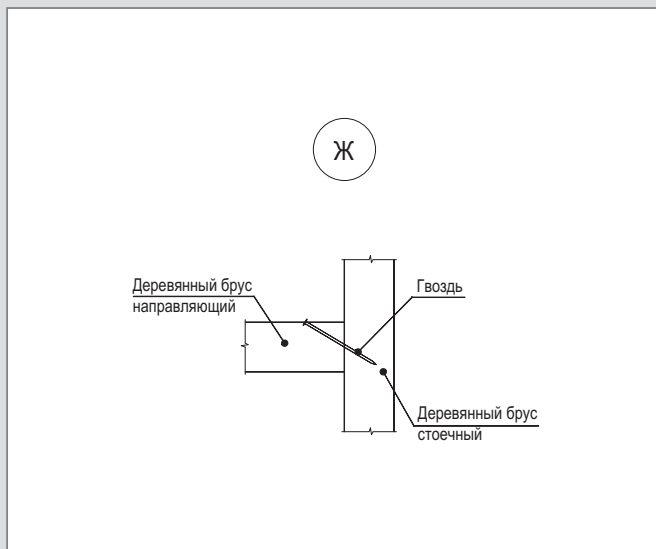 Ж
Деревянный брус
направляющий
Гвоздь
Деревянный брус
стоечный